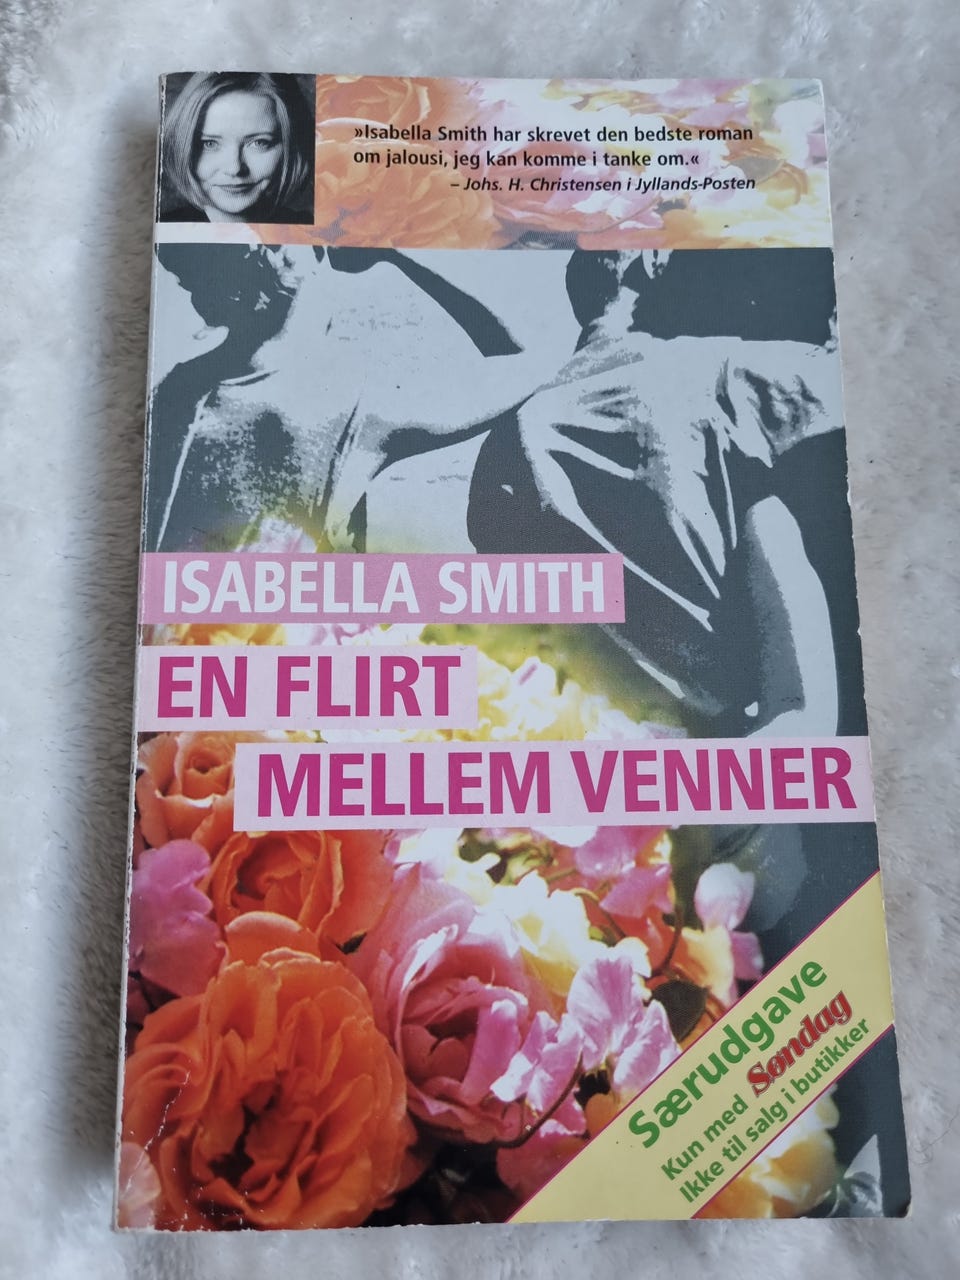 »Isabella Smith har skrevet den bedste roman
om jalousi, jeg kan komme i tanke om.«
– Johs. H. Christensen i Jyllands-Posten
ISABELLA SMITH
EN FLIRT
MELLEM VENNER
Særudgave
Kun med Søndag
Ikke til salg i butikker